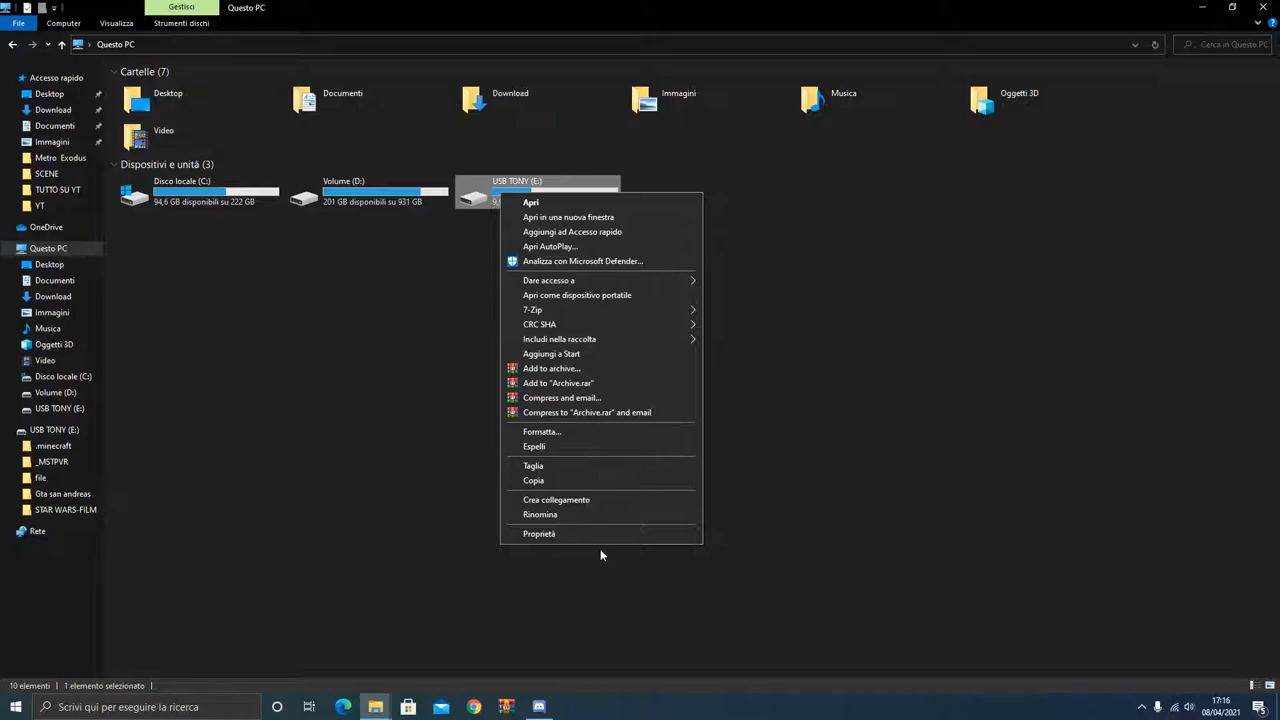 Gestisci
Questo PC
File
Computer
Visualizza
Strumenti dischi
Questo PC
Cerca in Questo PC
Accesso rapido
Desktop
Download
Documenti
Immagini
Metro Exodus
SCENE
TUTTO SU YT
YT
OneDrive
Questo PC
Desktop
Documenti
Download
Immagini
Musica
Oggetti 3D
Video
Disco locale (C:)
Volume (D:)
USB TONY (E:)
USB TONY (E:)
.minecraft
_MSTPVR
file
Gta san andreas
STAR WARS-FILM
Rete
Cartelle (7)
Desktop
Documenti
Download
Immagini
Musica
Oggetti 3D
Video
Dispositivi e unità (3)
Disco locale (C:)
94,6 GB disponibili su 222 GB
Volume (D:)
201 GB disponibili su 931 GB
USB TONY (E:)
Apri
Apri in una nuova finestra
Aggiungi ad Accesso rapido
Apri AutoPlay...
Analizza con Microsoft Defender...
Dare accesso a
Apri come dispositivo portatile
7-Zip
CRC SHA
Includi nella raccolta
Aggiungi a Start
Add to archive...
Add to "Archive.rar"
Compress and email...
Compress to "Archive.rar" and email
Formatta...
Espelli
Taglia
Copia
Crea collegamento
Rinomina
Proprietà
10 elementi
1 elemento selezionato
Scrivi qui per eseguire la ricerca
17:16
08/04/2021